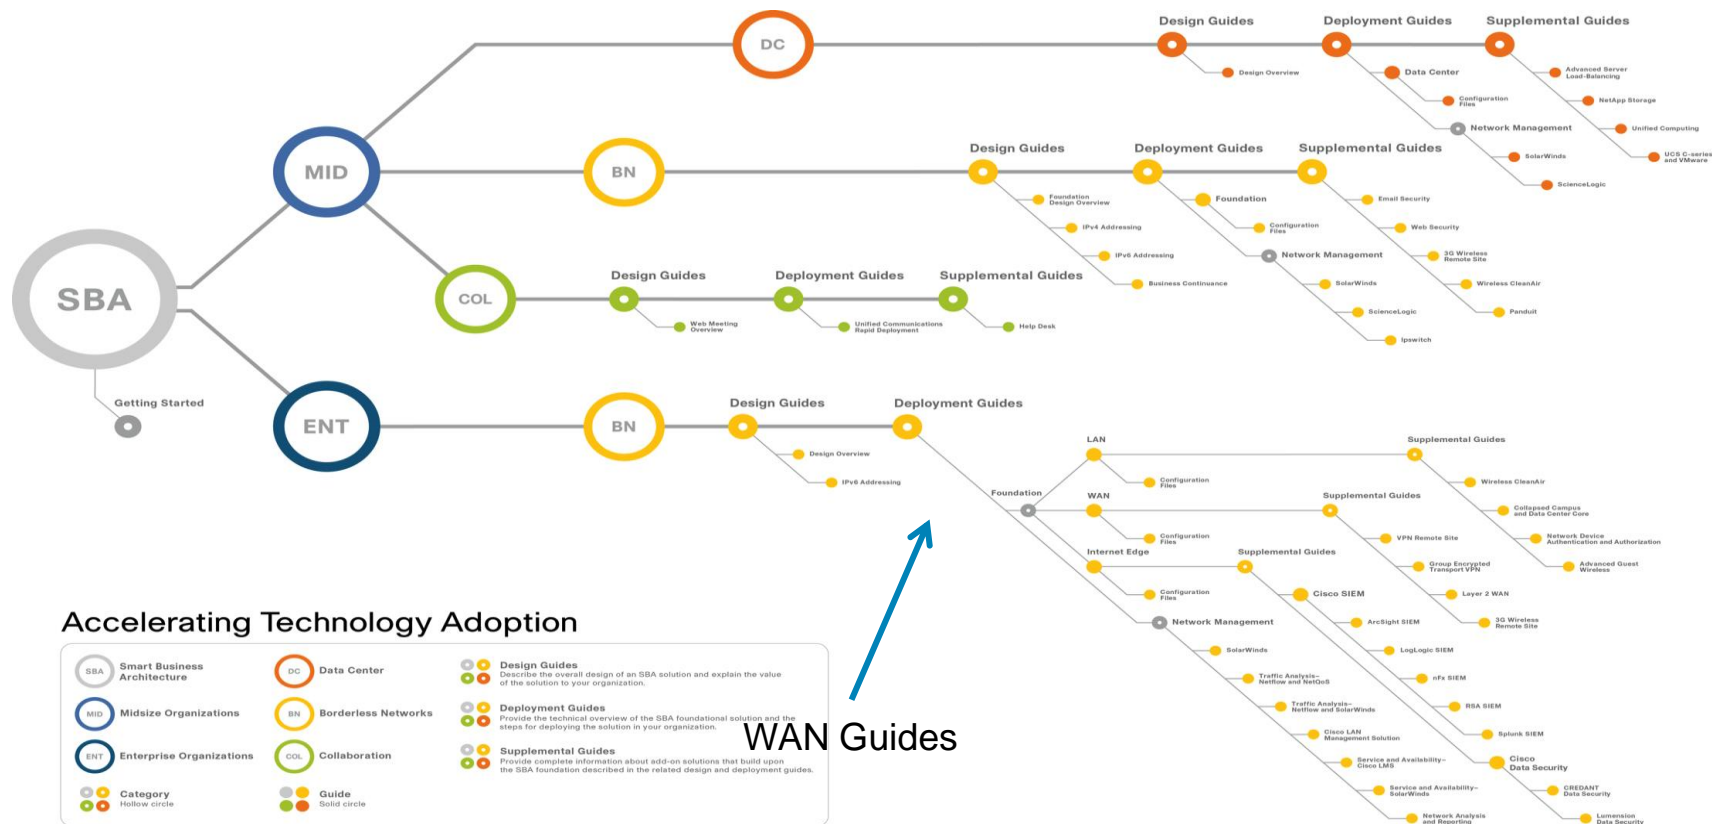 DC
Design Guides
Design Overview
Deployment Guides
Data Center
Configuration
Files
Network Management
SolarWinds
ScienceLogic
Supplemental Guides
Advanced Server
Load-Balancing
NetApp Storage
Unified Computing
UCS C-series
and VMware
MID
BN
Design Guides
Foundation
Design Overview
IPv4 Addressing
IPv6 Addressing
Business Continuance
Deployment Guides
Foundation
Configuration
Files
Network Management
SolarWinds
ScienceLogic
Ipswitch
Supplemental Guides
Email Security
Web Security
3G Wireless
Remote Site
Wireless CleanAir
Panduit
SBA
COL
Design Guides
Web Meeting
Overview
Deployment Guides
Unified Communications
Rapid Deployment
Supplemental Guides
Help Desk
Getting Started
ENT
BN
Design Guides
Design Overview
IPv6 Addressing
Deployment Guides
Foundation
LAN
Configuration
Files
Supplemental Guides
Wireless CleanAir
Collapsed Campus
and Data Center Core
Network Device
Authentication and Authorization
Advanced Guest
Wireless
WAN
Configuration
Files
Supplemental Guides
VPN Remote Site
Group Encrypted
Transport VPN
Layer 2 WAN
3G Wireless
Remote Site
Internet Edge
Configuration
Files
Supplemental Guides
Cisco SIEM
ArcSight SIEM
LogLogic SIEM
nFx SIEM
RSA SIEM
Splunk SIEM
Cisco
Data Security
CREDANT
Data Security
Lumension
Data Security
Network Management
SolarWinds
Traffic Analysis–
Netflow and NetQoS
Traffic Analysis–
Netflow and SolarWinds
Cisco LAN
Management Solution
Service and Availability–
Cisco LMS
Service and Availability–
SolarWinds
Network Analysis
and Reporting
WAN Guides
Accelerating Technology Adoption
SBA
Smart Business
Architecture
MID
Midsize Organizations
ENT
Enterprise Organizations
Category
Hollow circle
DC
Data Center
BN
Borderless Networks
COL
Collaboration
Guide
Solid circle
Design Guides
Describe the overall design of an SBA solution and explain the value
of the solution to your organization.
Deployment Guides
Provide the technical overview of the SBA foundational solution and the
steps for deploying the solution in your organization.
Supplemental Guides
Provide complete information about add-on solutions that build upon
the SBA foundation described in the related design and deployment guides.